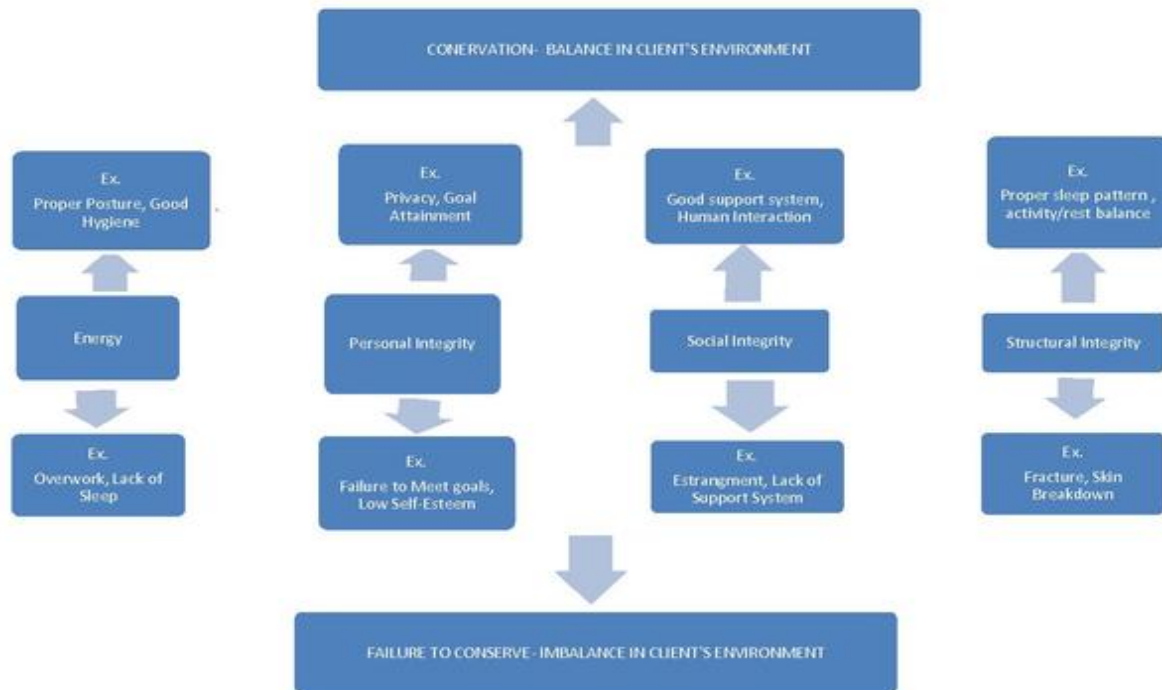 CONERVATION- BALANCE IN CLIENT'S ENVIRONMENT
Ex.
Proper Posture, Good
Hygiene
Ex.
Privacy, Goal
Attainment
Ex.
Good support system,
Human Interaction
Ex.
Proper sleep pattern ,
activity/rest balance
Energy
Personal Integrity
Social Integrity
Structural Integrity
Ex.
Overwork, Lack of
Sleep
Ex.
Failure to Meet goals,
Low Self-Esteem
Ex.
Estrangment, Lack of
Support System
Ex.
Fracture, Skin
Breakdown
FAILURE TO CONSERVE- IMBALANCE IN CLIENT'S ENVIRONMENT